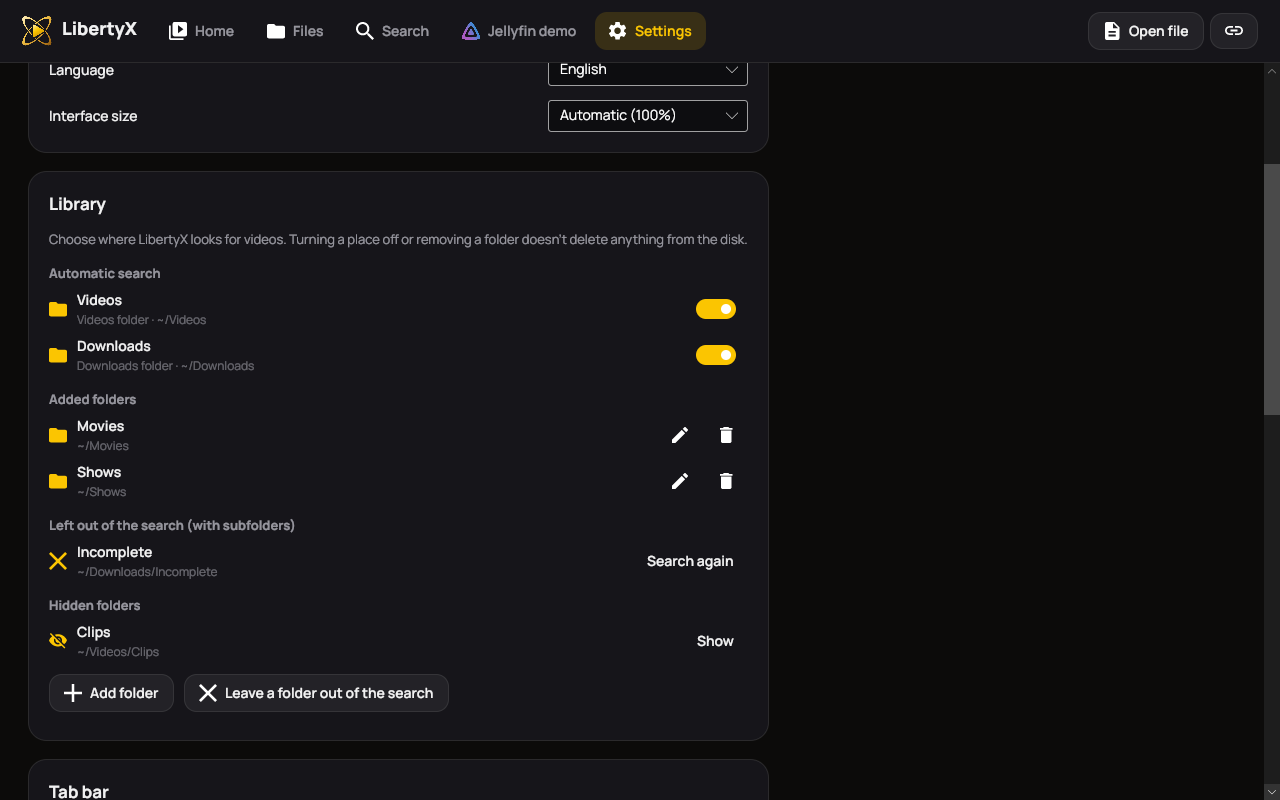 LibertyX
Home
Files
Search
Jellyfin demo
Settings
Open file
Language
English
Interface size
Automatic (100%)
Library
Choose where LibertyX looks for videos. Turning a place off or removing a folder doesn't delete anything from the disk.
Automatic search
Videos
Videos folder · ~/Videos
Downloads
Downloads folder · ~/Downloads
Added folders
Movies
~/Movies
Shows
~/Shows
Left out of the search (with subfolders)
Incomplete
~/Downloads/Incomplete
Search again
Hidden folders
Clips
~/Videos/Clips
Show
Add folder
Leave a folder out of the search
Tab bar